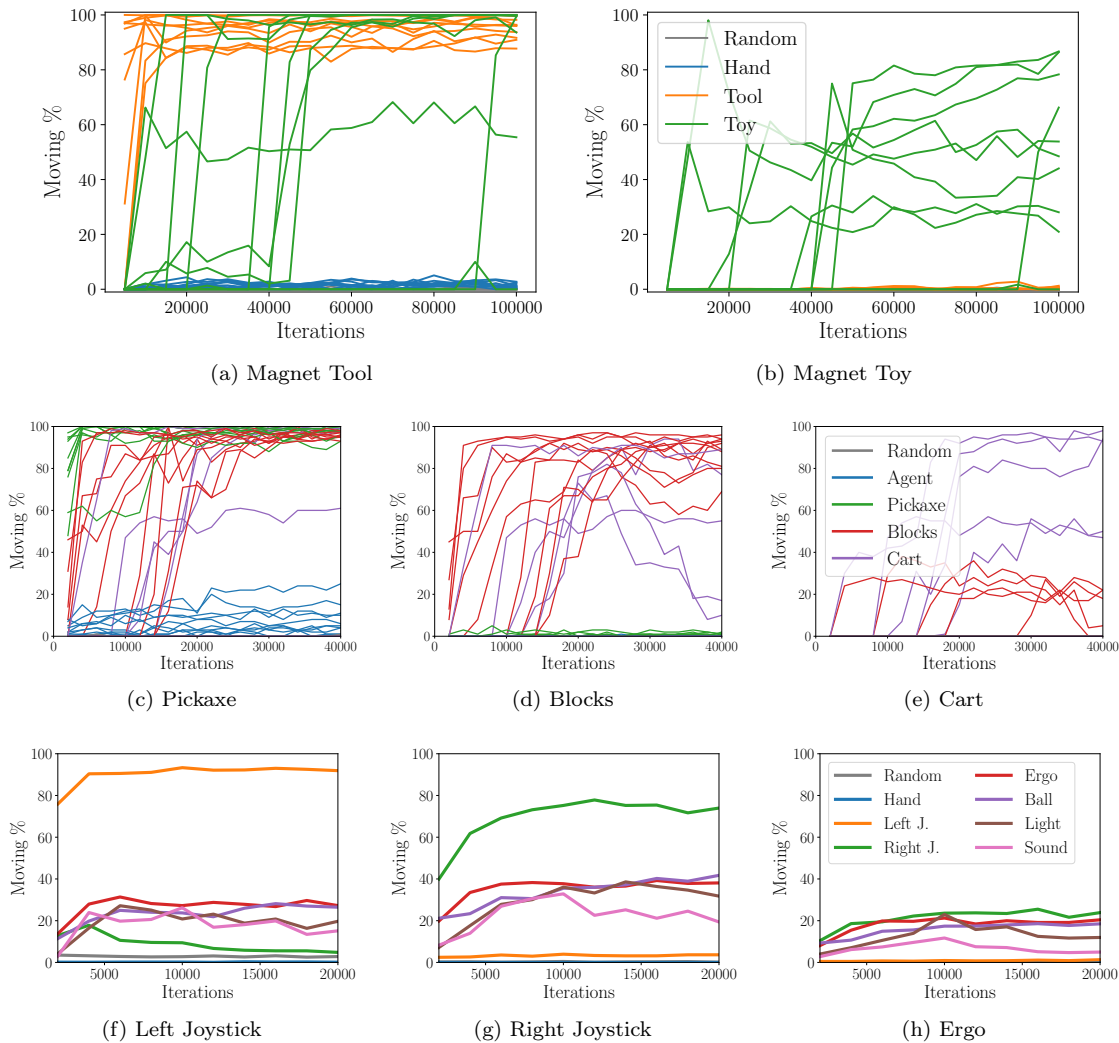 100
80
60
40
20
0
Moving %
20000 40000 60000 80000 100000
Iterations
(a) Magnet Tool
100
80
60
40
20
0
Moving %
Random
Hand
Tool
Toy
20000 40000 60000 80000 100000
Iterations
(b) Magnet Toy
100
80
60
40
20
0
Moving %
0 10000 20000 30000 40000
Iterations
(c) Pickaxe
100
80
60
40
20
0
Moving %
0 10000 20000 30000 40000
Iterations
(d) Blocks
100
80
60
40
20
0
Moving %
Random
Agent
Pickaxe
Blocks
Cart
0 10000 20000 30000 40000
Iterations
(e) Cart
100
80
60
40
20
0
Moving %
5000 10000 15000 20000
Iterations
(f) Left Joystick
100
80
60
40
20
0
Moving %
5000 10000 15000 20000
Iterations
(g) Right Joystick
100
80
60
40
20
0
Moving %
Random
Hand
Left J.
Right J.
Ergo
Ball
Light
Sound
5000 10000 15000 20000
Iterations
(h) Ergo